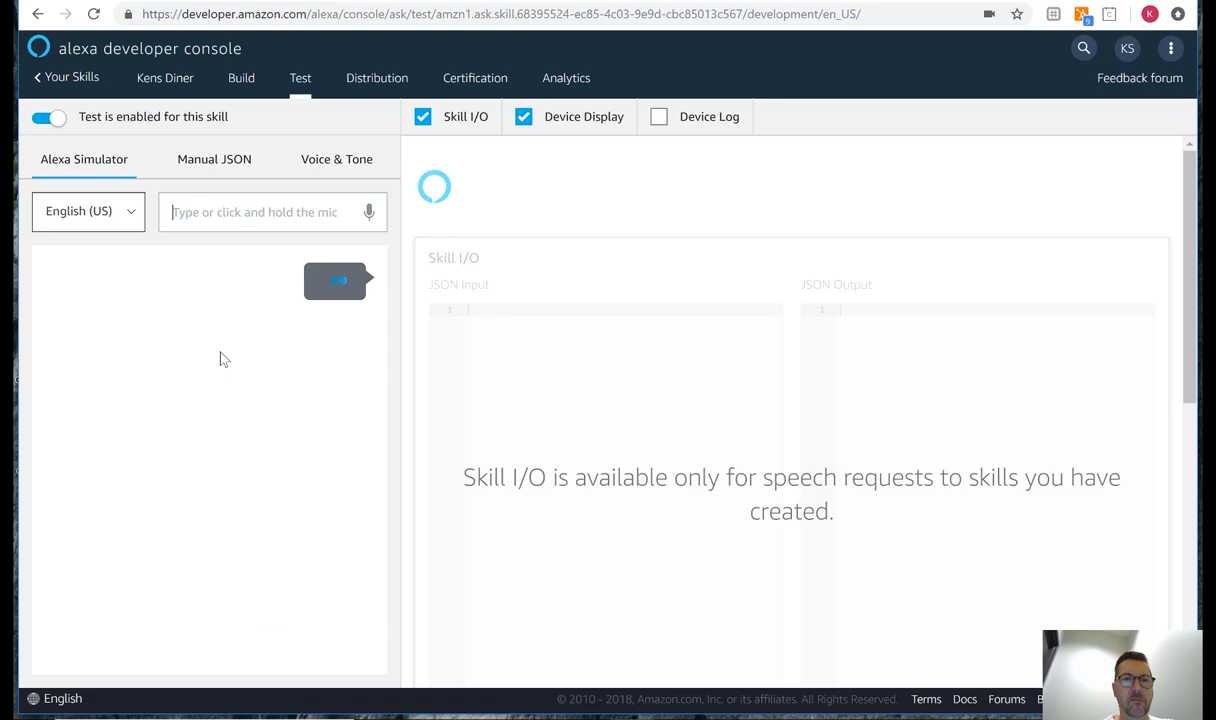 https://developer.amazon.com/alexa/console/ask/test/amzn1.ask.skill.68395524-ec85-4c03-9e9d-cbc85013c567/development/en_US/
9
C
K
alexa developer console
KS
Your Skills
Kens Diner
Build
Test
Distribution
Certification
Analytics
Feedback forum
Test is enabled for this skill
Skill I/O
Device Display
Device Log
Alexa Simulator
Manual JSON
Voice & Tone
English (US)
Type or click and hold the mic
Skill I/O
JSON Input
JSON Output
1
1
Skill I/O is available only for speech requests to skills you have
created.
English
© 2010 - 2018, Amazon.com, Inc. or its affiliates. All Rights Reserved.
Terms
Docs
Forums
B